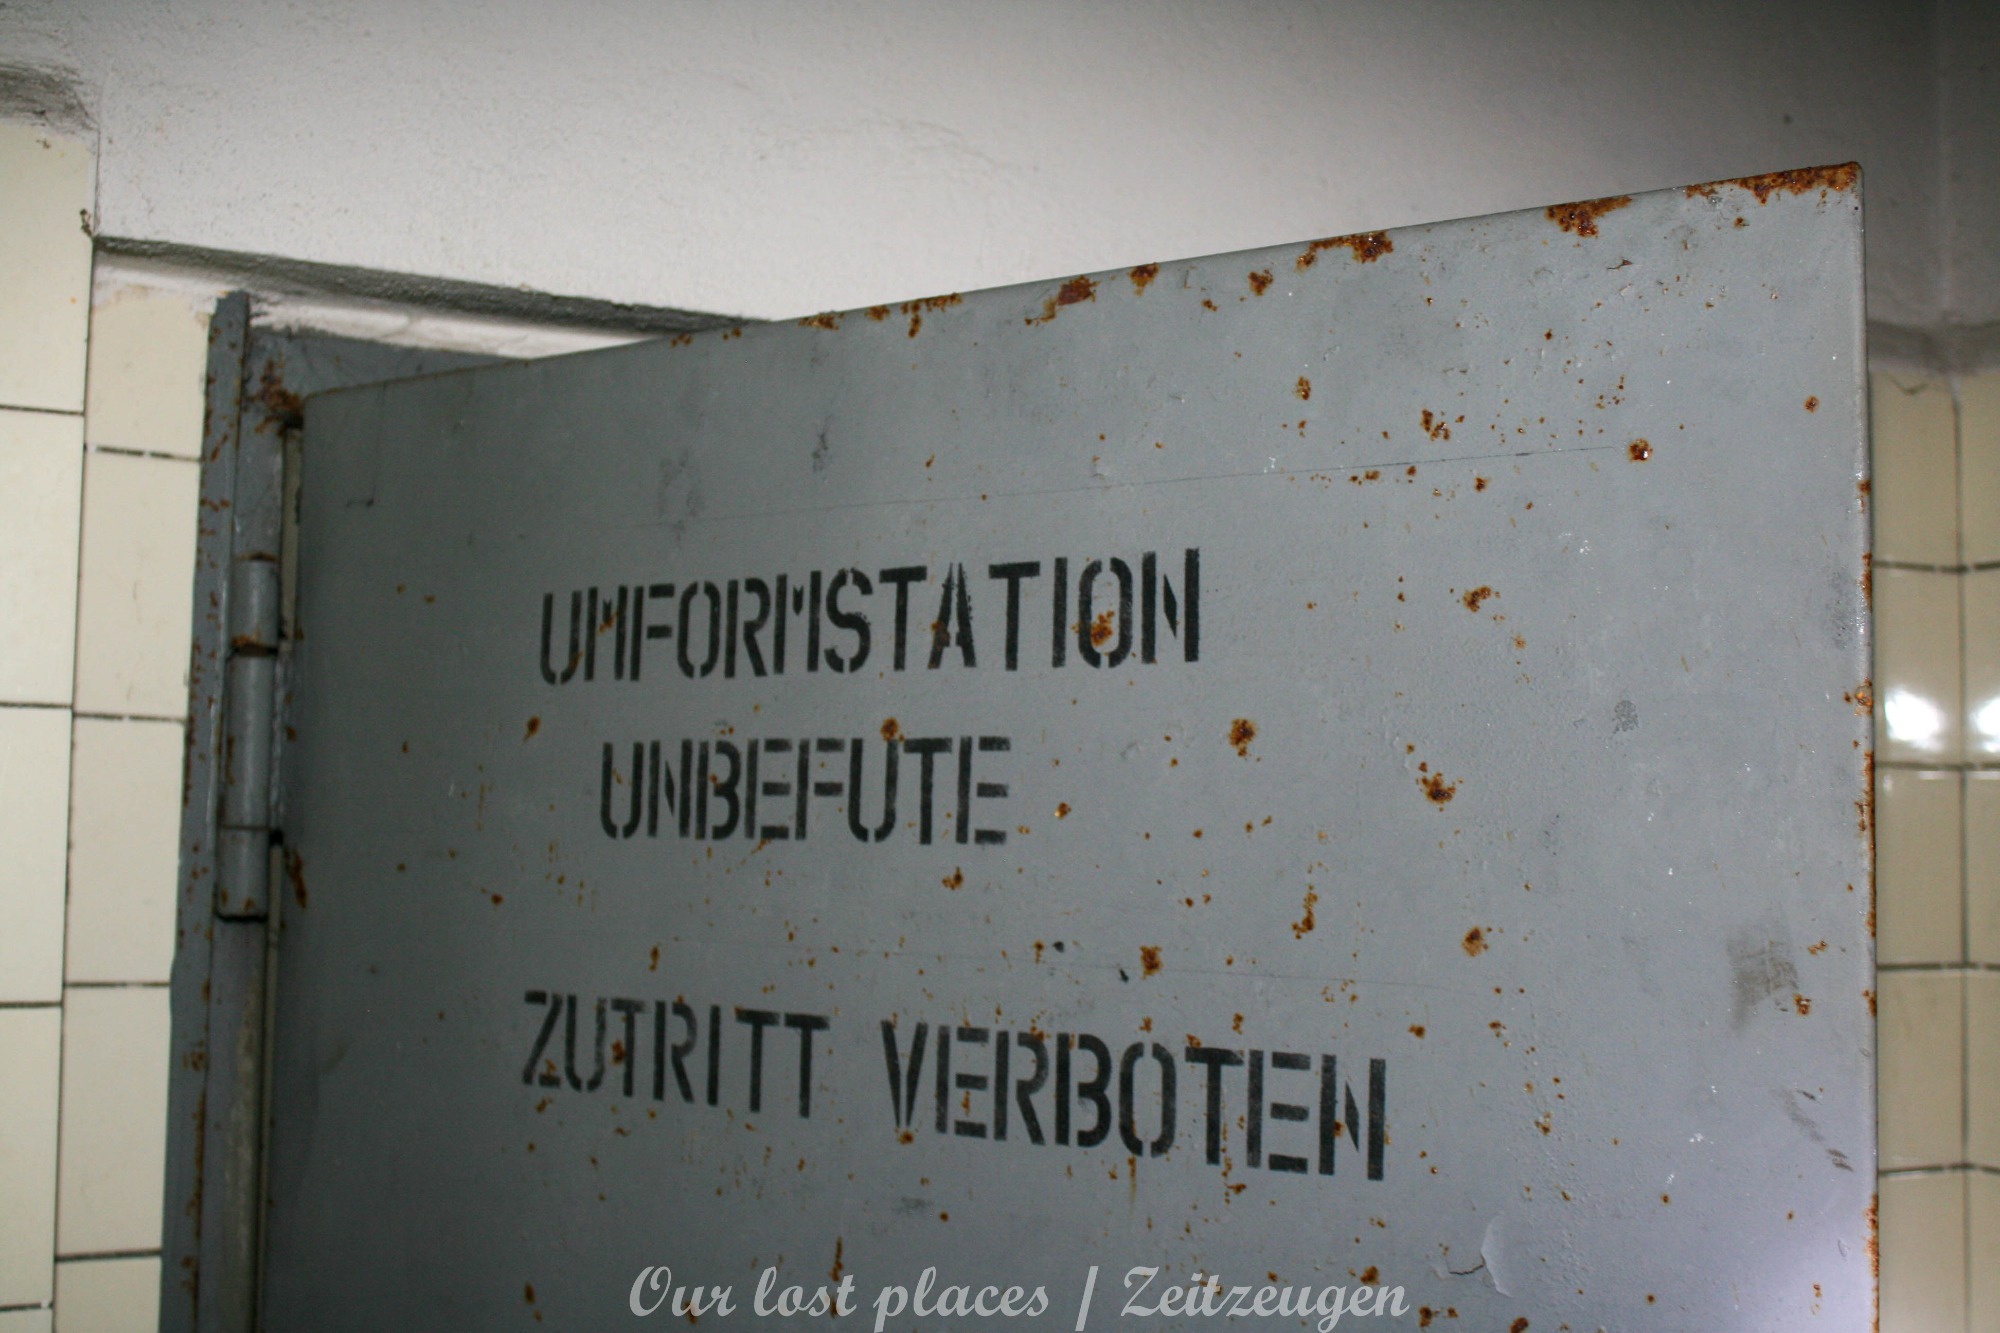 UMFORMSTATION
UNBEFUTE
ZUTRITT VERBOTEN
Our lost places / Zeitzeugen